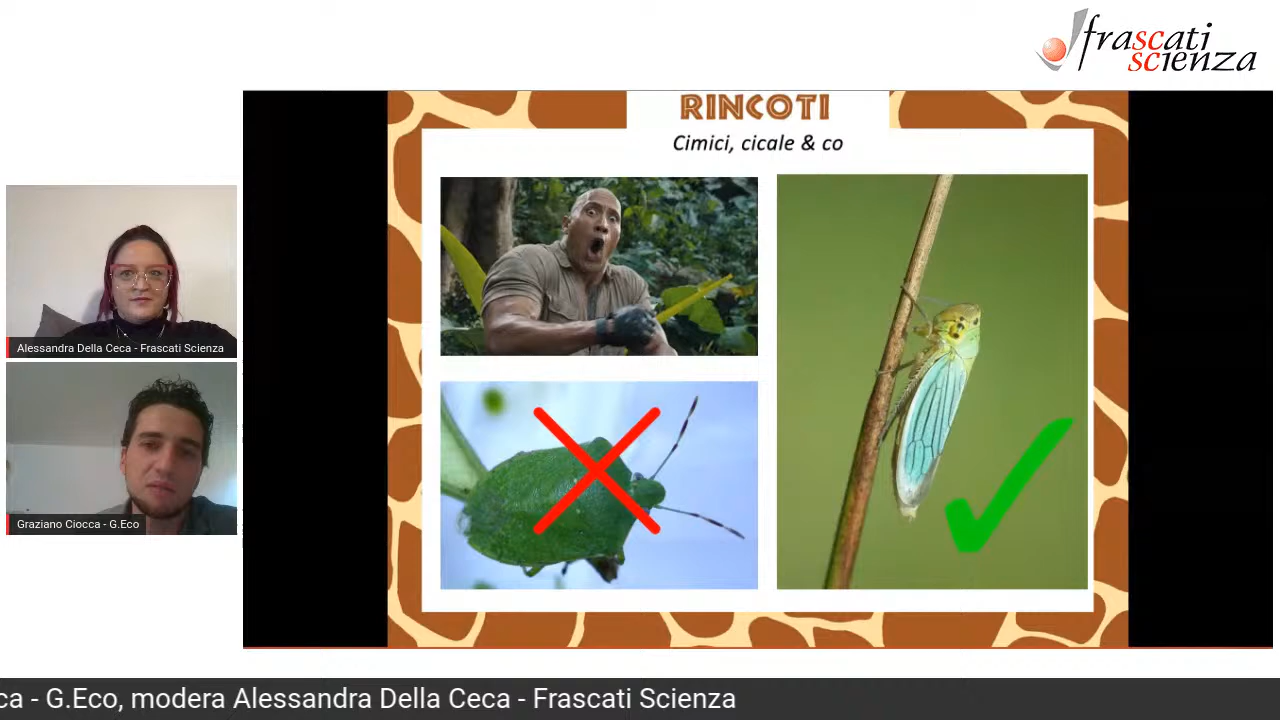 frascati
scienza
RINCOTI
Cimici, cicale & co
Alessandra Della Ceca - Frascati Scienza
Graziano Ciocca - G.Eco
ca - G.Eco, modera Alessandra Della Ceca - Frascati Scienza